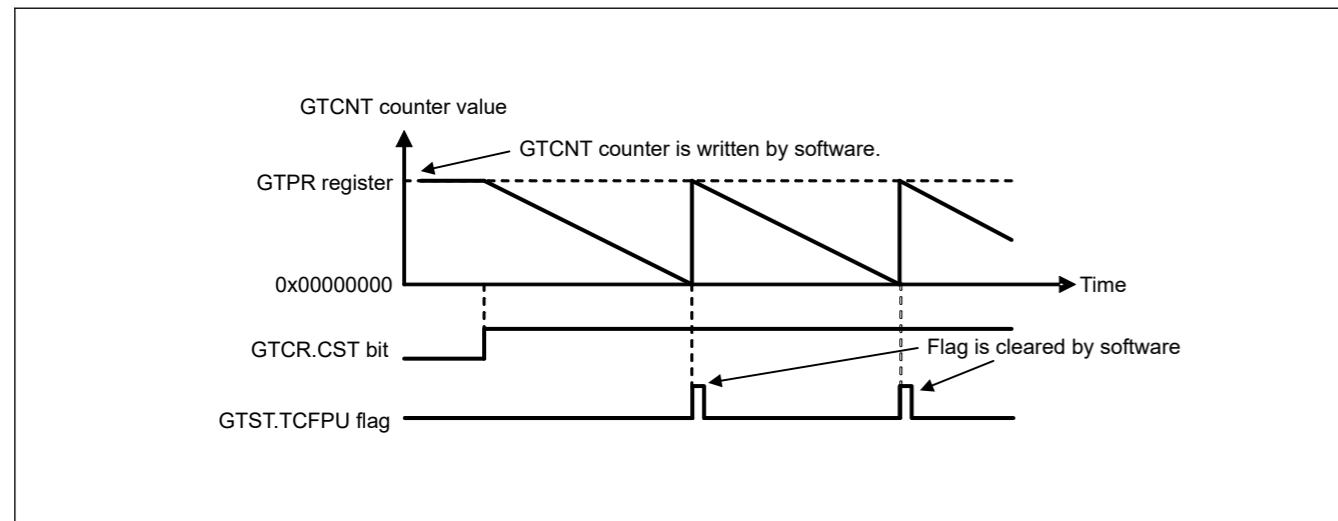 GTCNT counter value
GTCNT counter is written by software.
GTPR register
0x00000000
Time
GTCR.CST bit
Flag is cleared by software
GTST.TCFPU flag